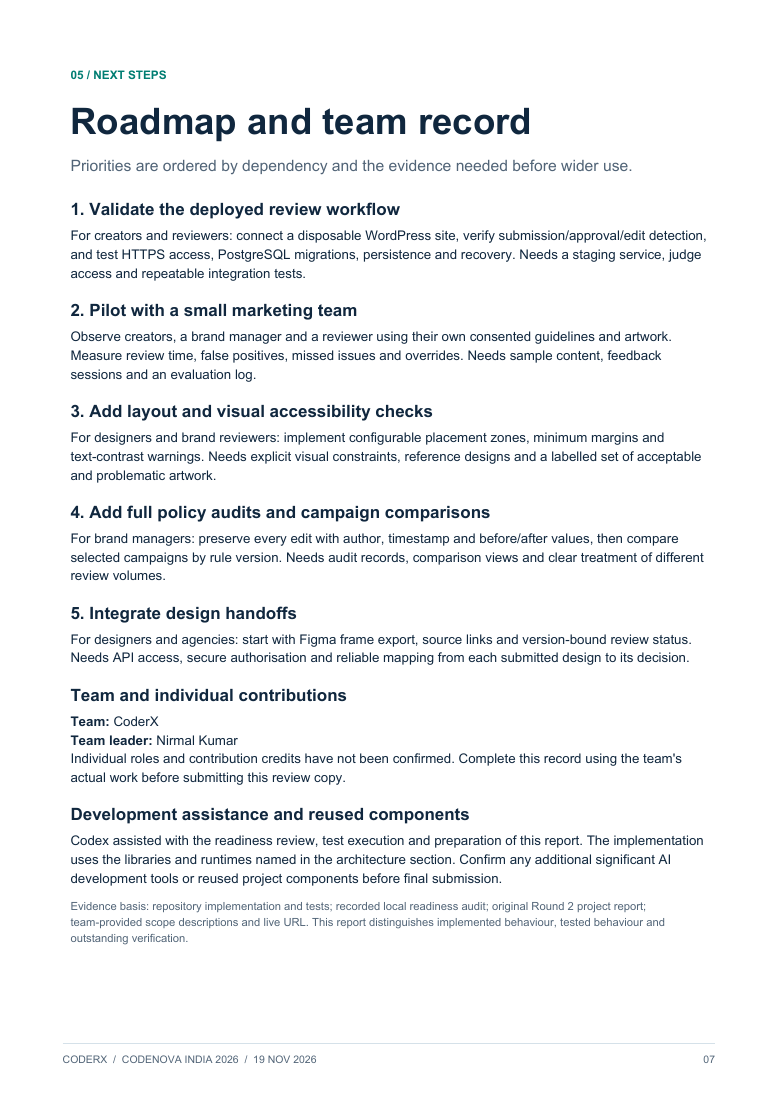 05 / NEXT STEPS
Roadmap and team record
Priorities are ordered by dependency and the evidence needed before wider use.
1. Validate the deployed review workflow
For creators and reviewers: connect a disposable WordPress site, verify submission/approval/edit detection,
and test HTTPS access, PostgreSQL migrations, persistence and recovery. Needs a staging service, judge
access and repeatable integration tests.
2. Pilot with a small marketing team
Observe creators, a brand manager and a reviewer using their own consented guidelines and artwork.
Measure review time, false positives, missed issues and overrides. Needs sample content, feedback
sessions and an evaluation log.
3. Add layout and visual accessibility checks
For designers and brand reviewers: implement configurable placement zones, minimum margins and
text-contrast warnings. Needs explicit visual constraints, reference designs and a labelled set of acceptable
and problematic artwork.
4. Add full policy audits and campaign comparisons
For brand managers: preserve every edit with author, timestamp and before/after values, then compare
selected campaigns by rule version. Needs audit records, comparison views and clear treatment of different
review volumes.
5. Integrate design handoffs
For designers and agencies: start with Figma frame export, source links and version-bound review status.
Needs API access, secure authorisation and reliable mapping from each submitted design to its decision.
Team and individual contributions
Team: CoderX
Team leader: Nirmal Kumar
Individual roles and contribution credits have not been confirmed. Complete this record using the team's
actual work before submitting this review copy.
Development assistance and reused components
Codex assisted with the readiness review, test execution and preparation of this report. The implementation
uses the libraries and runtimes named in the architecture section. Confirm any additional significant AI
development tools or reused project components before final submission.
Evidence basis: repository implementation and tests; recorded local readiness audit; original Round 2 project report;
team-provided scope descriptions and live URL. This report distinguishes implemented behaviour, tested behaviour and
outstanding verification.
CODERX / CODENOVA INDIA 2026 / 19 NOV 2026
07